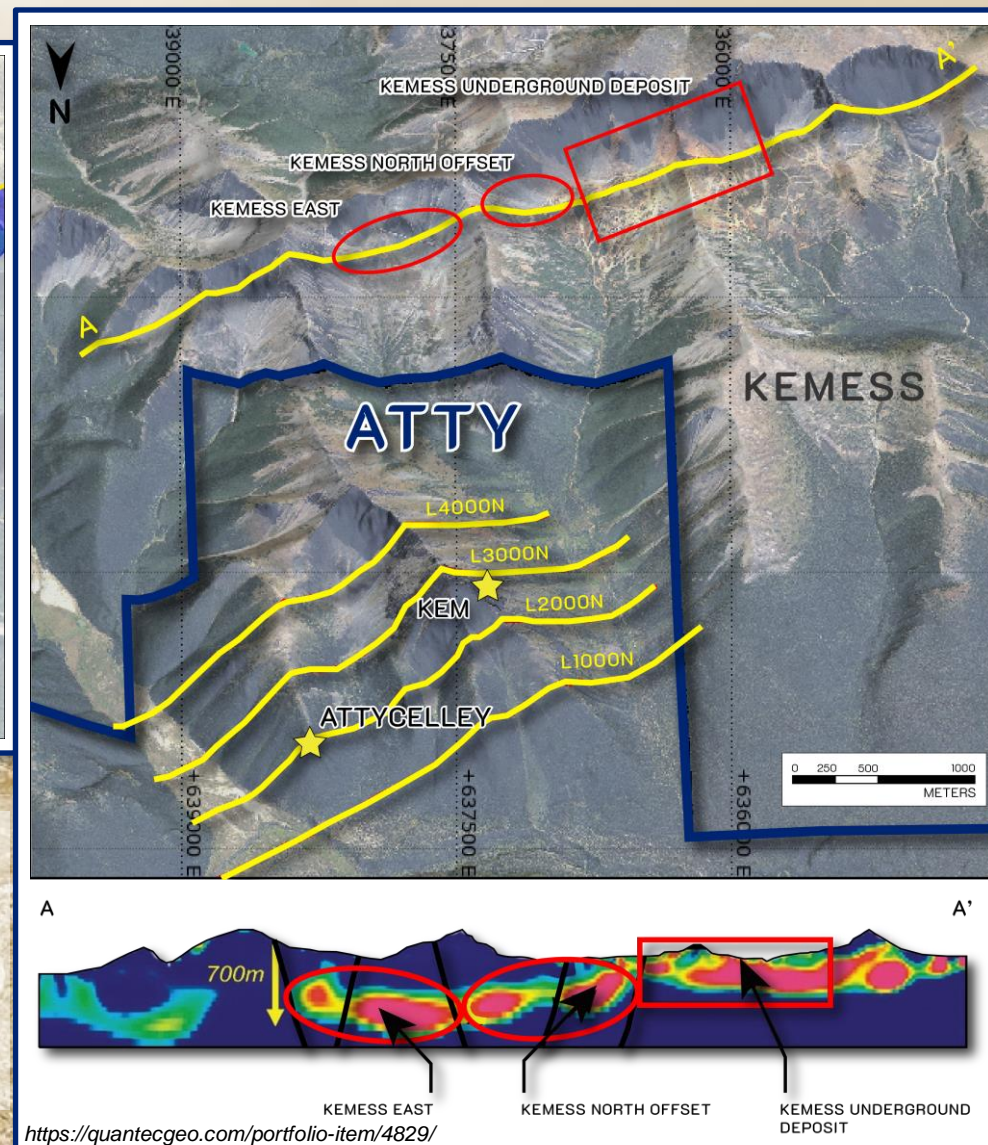 39000 E
3750
E
36000 E
A'
N
KEMESS UNDERGROUND DEPOSIT
KEMESS NORTH OFFSET
KEMESS EAST
A
KEMESS
ATTY
L4000N
L3000N
KEM
L2000N
L1000N
ATTYCELLEY
+639000 E
+637500 E
+636000 E
0 250 500 1000
METERS
A
A'
700m
KEMESS EAST
KEMESS NORTH OFFSET
KEMESS UNDERGROUND
DEPOSIT
https://quantecgeo.com/portfolio-item/4829/